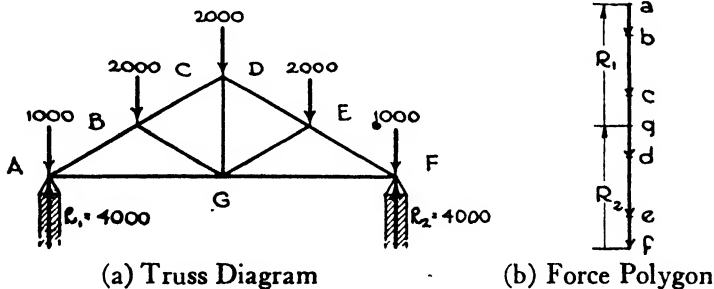 2000
2000
2000
1000
1000
A
B
C
D
E
F
G
R₁ = 4000
R₂ = 4000
(a) Truss Diagram
a
b
c
g
d
e
f
R₁
R₂
(b) Force Polygon